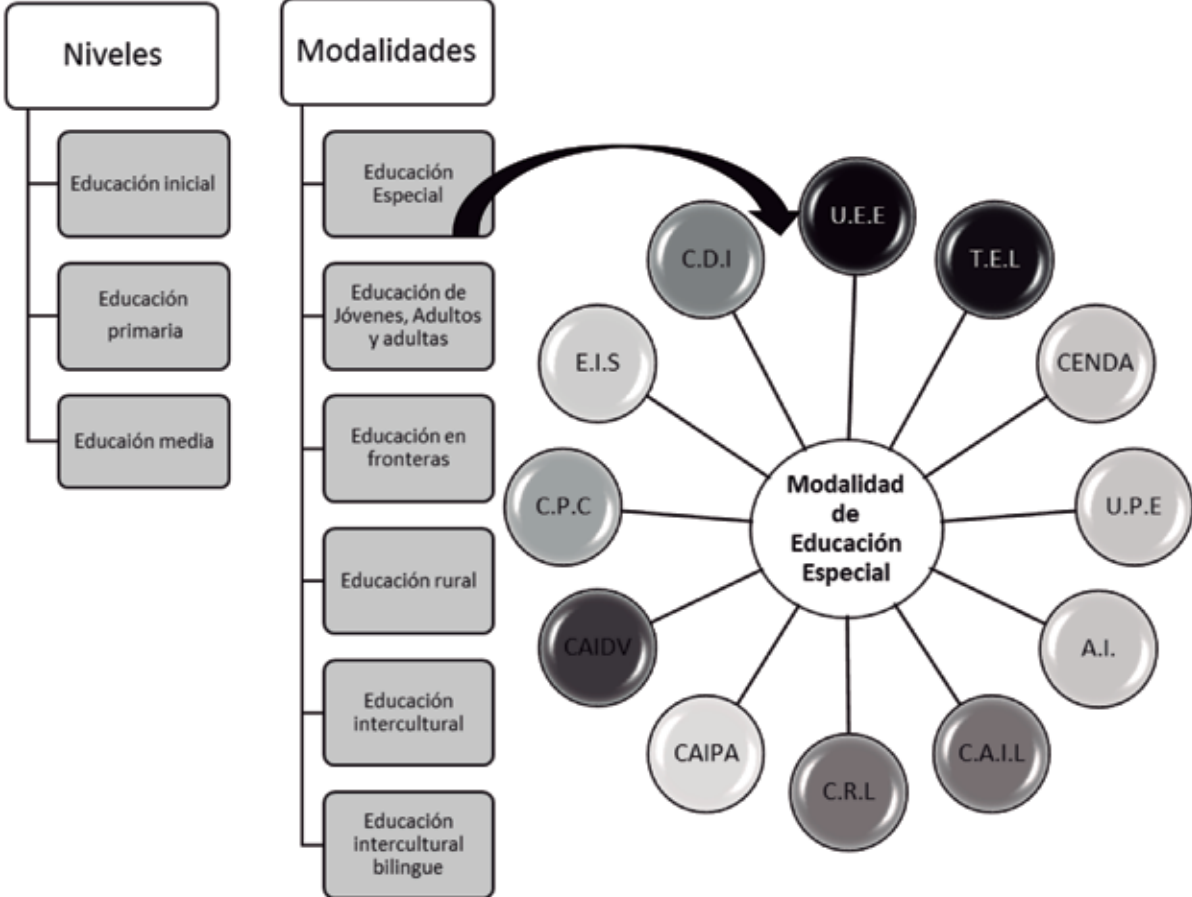 Niveles
Educación inicial
Educación
primaria
Educaión media
Modalidades
Educación
Especial
Educación de
Jóvenes, Adultos
y adultas
Educación en
fronteras
Educación rural
Educación
intercultural
Educación
intercultural
bilingue
Modalidad
de
Educación
Especial
U.E.E
T.E.L
CENDA
U.P.E
A.I.
C.A.I.L
C.R.L
CAIPA
CAIDV
C.P.C
E.I.S
C.D.I